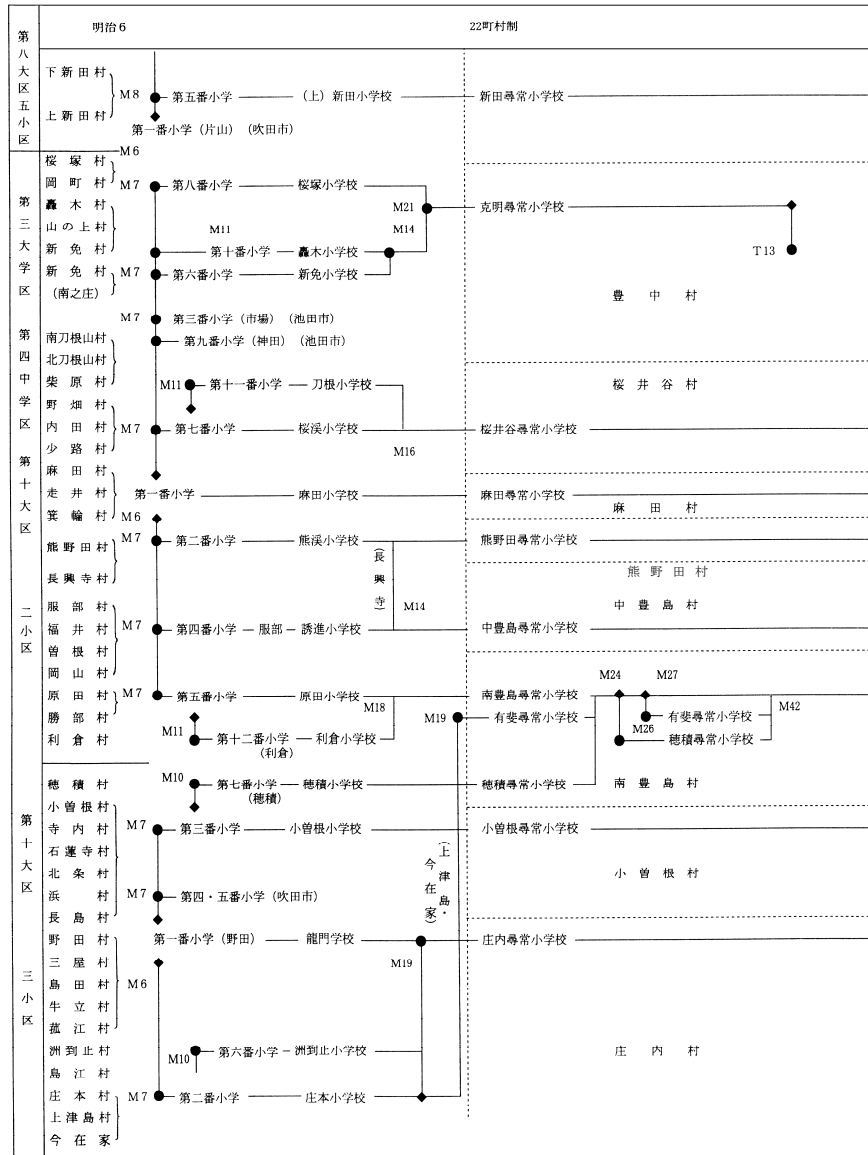 明治6
22町村制
第八大区五小区
下新田村
上新田村
M8
第五番小学
(上)新田小学校
新田尋常小学校
第一番小学(片山)(吹田市)
M6
第三大学区
第四中学区
第十大区
二小区
桜塚村
岡町村
M7
第八番小学
桜塚小学校
轟木村
山の上村
新免村
M11
第十番小学
轟木小学校
M14
M21
克明尋常小学校
T13
新免村
(南之庄)
M7
第六番小学
新免小学校
豊中村
M7
第三番小学(市場)(池田市)
第九番小学(神田)(池田市)
南刀根山村
北刀根山村
柴原村
M11
第十一番小学
刀根小学校
桜井谷村
野畑村
内田村
少路村
M7
第七番小学
桜渓小学校
M16
桜井谷尋常小学校
麻田村
走井村
箕輪村
第一番小学
麻田小学校
麻田尋常小学校
麻田村
M6
熊野田村
長興寺村
M7
第二番小学
熊渓小学校
(長興寺)
熊野田尋常小学校
熊野田村
服部村
福井村
曽根村
岡山村
M7
第四番小学
服部
誘進小学校
M14
中豊島尋常小学校
中豊島村
原田村
勝部村
利倉村
M7
第五番小学
原田小学校
M18
南豊島尋常小学校
M24
M27
M42
M11
第十二番小学
(利倉)
利倉小学校
M19
有斐尋常小学校
有斐尋常小学校
M26
穂積尋常小学校
第十大区
三小区
穂積村
M10
第七番小学
(穂積)
穂積小学校
穂積尋常小学校
南豊島村
小曽根村
寺内村
石蓮寺村
北条村
浜村
長島村
M7
第三番小学
小曽根小学校
小曽根尋常小学校
小曽根村
M7
第四・五番小学(吹田市)
(上津島・今在家)
野田村
三屋村
島田村
牛立村
菰江村
M6
第一番小学(野田)
龍門学校
M19
庄内尋常小学校
洲到止村
島江村
M10
第六番小学
洲到止小学校
庄内村
庄本村
上津島村
今在家
M7
第二番小学
庄本小学校